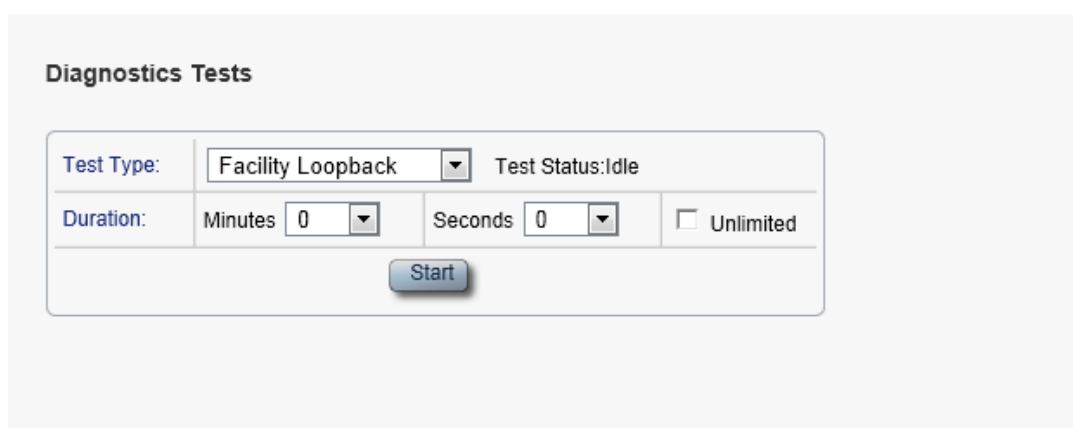 Diagnostics Tests
Test Type: Facility Loopback Test Status:Idle
Duration: Minutes 0 Seconds 0 Unlimited
Start